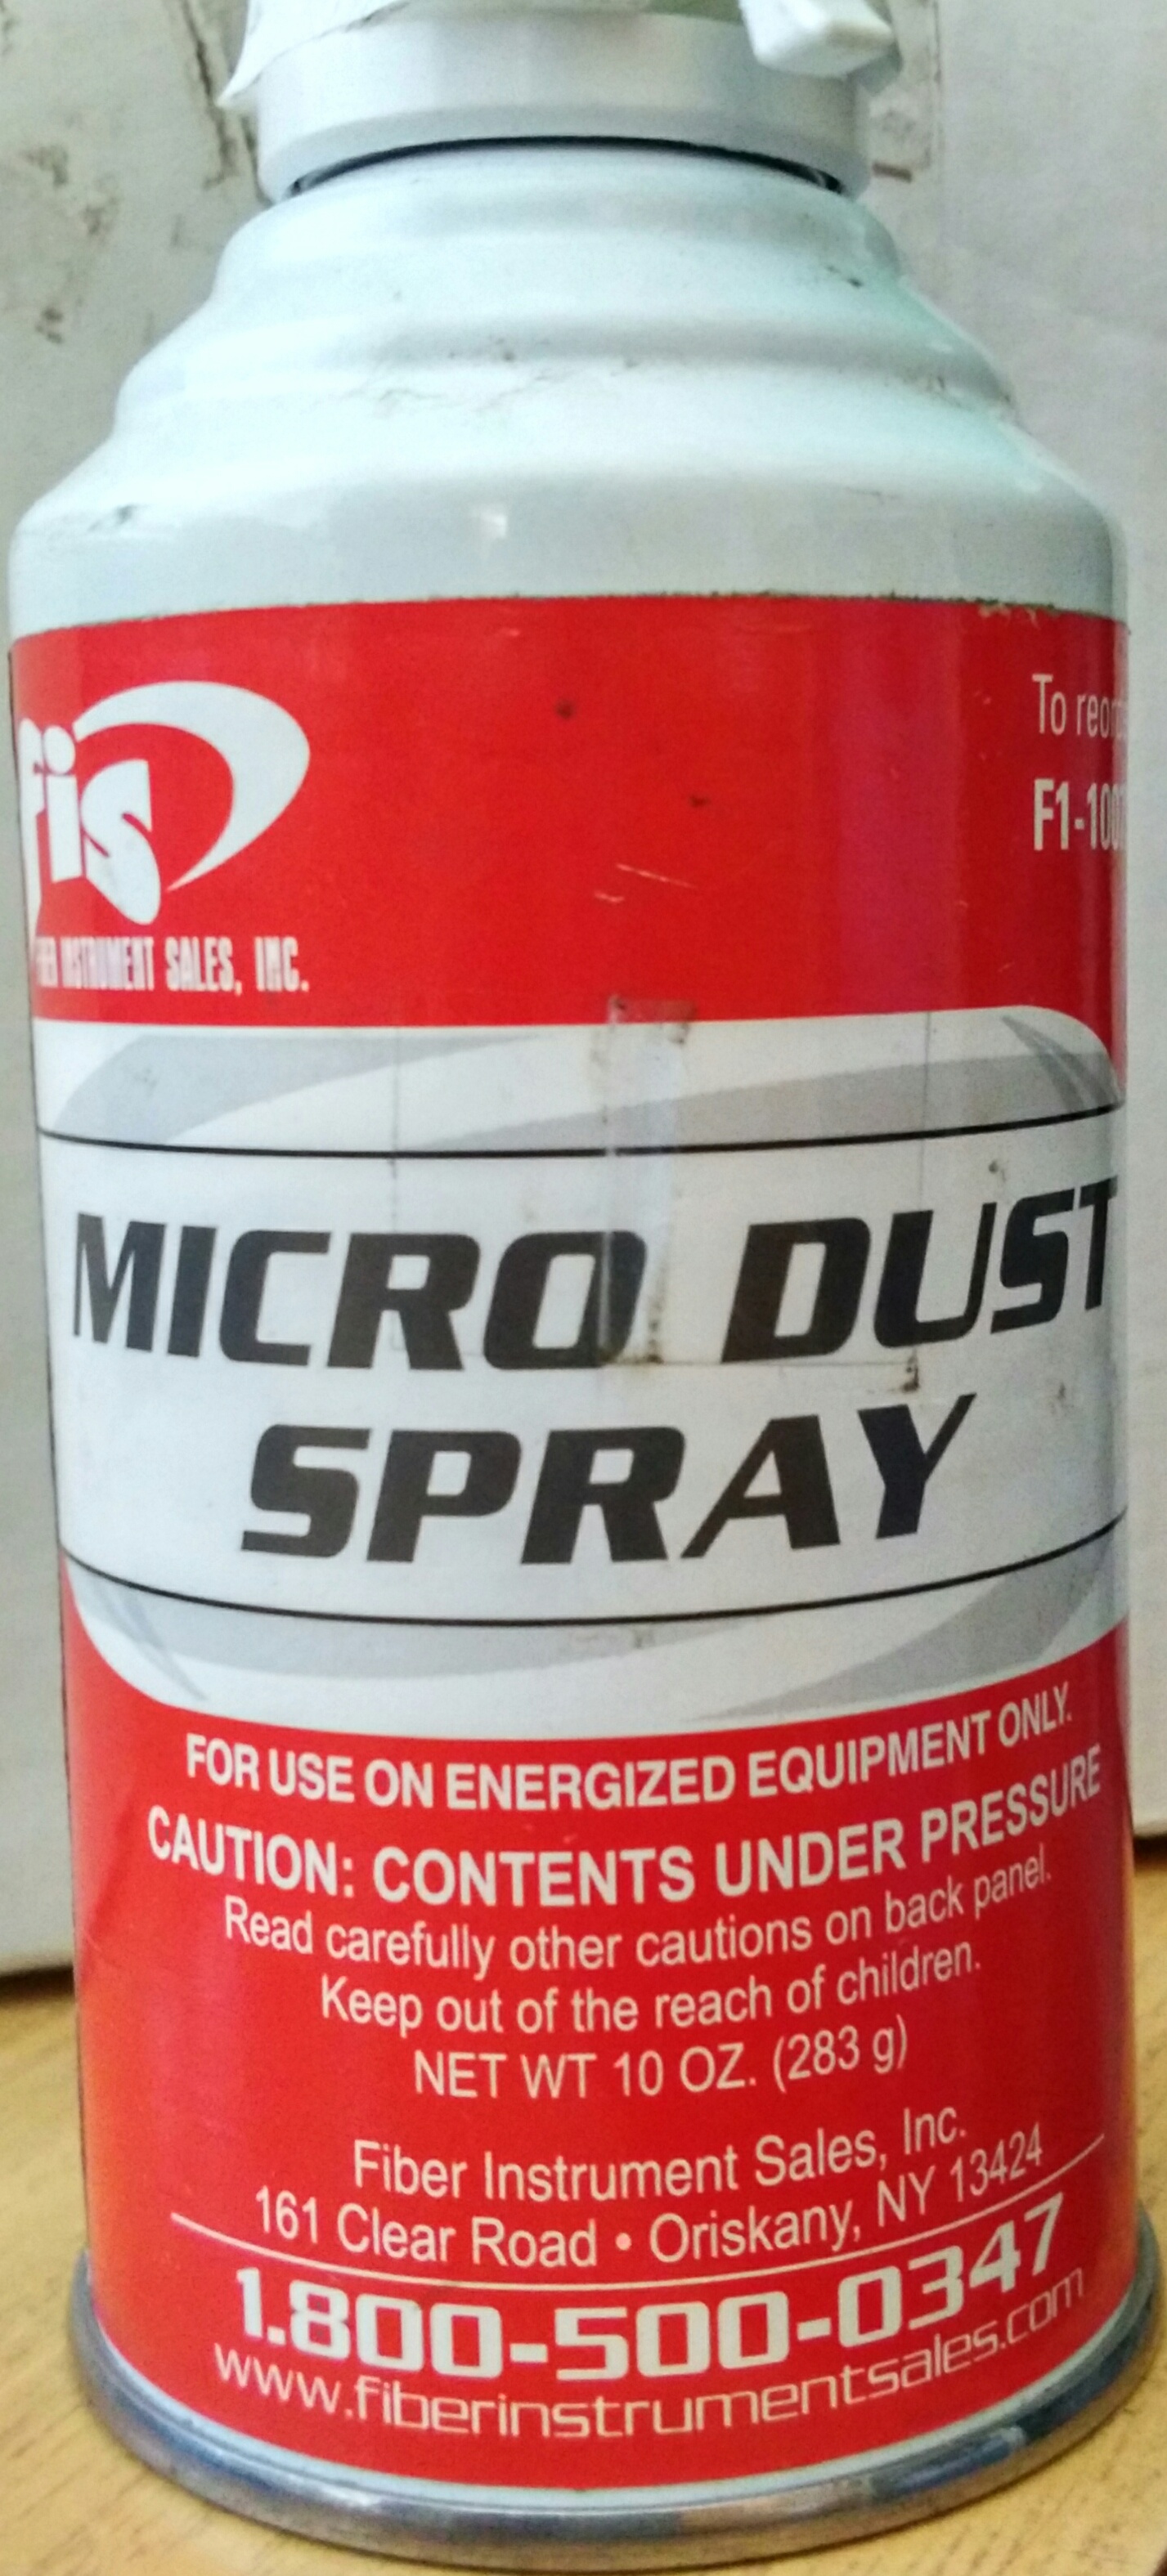 fis
FIBER INSTRUMENT SALES, INC.
To reorder
MICRO DUST
SPRAY
FOR USE ON ENERGIZED EQUIPMENT ONLY.
CAUTION: CONTENTS UNDER PRESSURE
Read carefully other cautions on back panel.
Keep out of the reach of children.
NET WT 10 OZ. (283 g)
Fiber Instrument Sales, Inc.
161 Clear Road • Oriskany, NY 13424
1.800-500-0347
www.fiberinstrumentsales.com